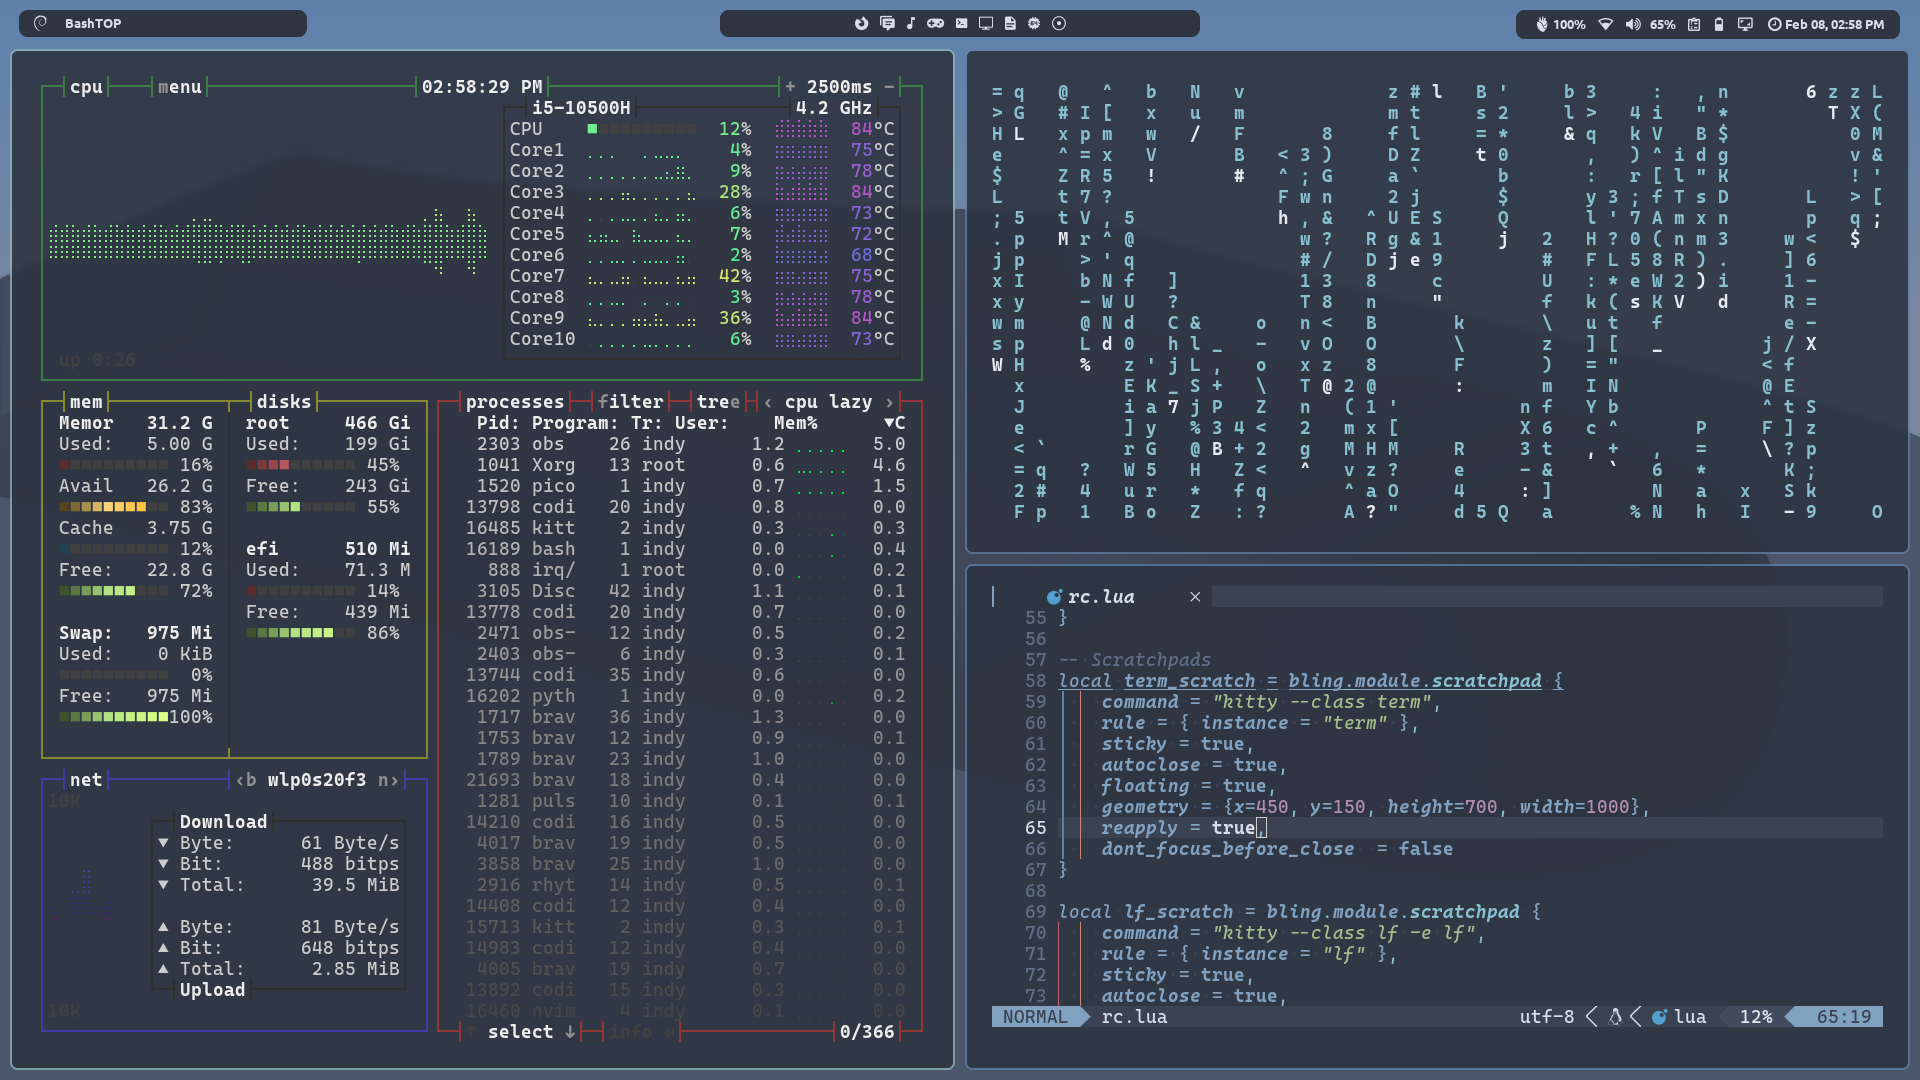 BashTOP
100% 65% Feb 08, 02:58 PM
cpu menu 02:58:29 PM + 2500ms -
i5-10500H 4.2 GHz
CPU 12% 84°C
Core1 4% 75°C
Core2 9% 78°C
Core3 28% 84°C
Core4 6% 73°C
Core5 7% 72°C
Core6 2% 68°C
Core7 42% 75°C
Core8 3% 78°C
Core9 36% 84°C
Core10 6% 73°C
up 0:26
mem
Memor 31.2 G
Used: 5.00 G
16%
Avail 26.2 G
83%
Cache 3.75 G
12%
Free: 22.8 G
72%
Swap: 975 Mi
Used: 0 KiB
0%
Free: 975 Mi
100%
disks
root 466 Gi
Used: 199 Gi
45%
Free: 243 Gi
55%
efi 510 Mi
Used: 71.3 M
14%
Free: 439 Mi
86%
net ‹b wlp0s20f3 n›
10K
Download
▼ Byte: 61 Byte/s
▼ Bit: 488 bitps
▼ Total: 39.5 MiB
▲ Byte: 81 Byte/s
▲ Bit: 648 bitps
▲ Total: 2.85 MiB
Upload
10K
processes filter tree ‹ cpu lazy ›
Pid: Program: Tr: User: Mem% ▼C
2303 obs 26 indy 1.2 5.0
1041 Xorg 13 root 0.6 4.6
1520 pico 1 indy 0.7 1.5
13798 codi 20 indy 0.8 0.0
16485 kitt 2 indy 0.3 0.3
16189 bash 1 indy 0.0 0.4
888 irq/ 1 root 0.0 0.2
3105 Disc 42 indy 1.1 0.1
13778 codi 20 indy 0.7 0.0
2471 obs- 12 indy 0.5 0.2
2403 obs- 6 indy 0.3 0.1
13744 codi 35 indy 0.6 0.0
16202 pyth 1 indy 0.0 0.2
1717 brav 36 indy 1.3 0.0
1753 brav 12 indy 0.9 0.1
1789 brav 23 indy 1.0 0.0
21693 brav 18 indy 0.4 0.0
1281 puls 10 indy 0.1 0.1
14210 codi 16 indy 0.5 0.0
4017 brav 19 indy 0.5 0.0
3858 brav 25 indy 1.0 0.0
2916 rhyt 14 indy 0.5 0.1
14408 codi 12 indy 0.4 0.0
15713 kitt 2 indy 0.3 0.1
14983 codi 12 indy 0.4 0.0
4005 brav 19 indy 0.7 0.0
13892 codi 15 indy 0.3 0.0
16460 nvim 4 indy 0.1 0.0
↑ select ↓ info ↵ 0/366
rc.lua ×
55 }
56
57 -- Scratchpads
58 local term_scratch = bling.module.scratchpad {
59 command = "kitty --class term",
60 rule = { instance = "term" },
61 sticky = true,
62 autoclose = true,
63 floating = true,
64 geometry = {x=450, y=150, height=700, width=1000},
65 reapply = true,
66 dont_focus_before_close = false
67 }
68
69 local lf_scratch = bling.module.scratchpad {
70 command = "kitty --class lf -e lf",
71 rule = { instance = "lf" },
72 sticky = true,
73 autoclose = true,
NORMAL rc.lua utf-8 lua 12% 65:19